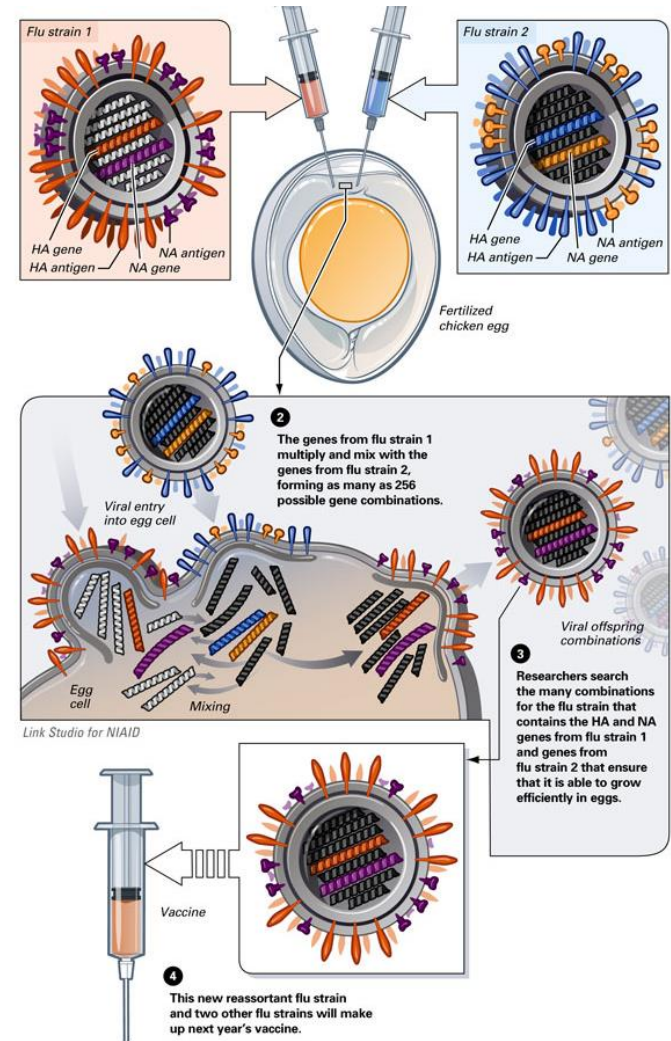 Flu strain 1
HA gene
HA antigen
NA gene
NA antigen
Flu strain 2
HA gene
HA antigen
NA gene
NA antigen
Fertilized
chicken egg
2
The genes from flu strain 1
multiply and mix with the
genes from flu strain 2,
forming as many as 256
possible gene combinations.
Viral entry
into egg cell
Egg
cell
Mixing
Viral offspring
combinations
3
Researchers search
the many combinations
for the flu strain that
contains the HA and NA
genes from flu strain 1
and genes from
flu strain 2 that ensure
that it is able to grow
efficiently in eggs.
Link Studio for NIAID
Vaccine
4
This new reassortant flu strain
and two other flu strains will make
up next year's vaccine.